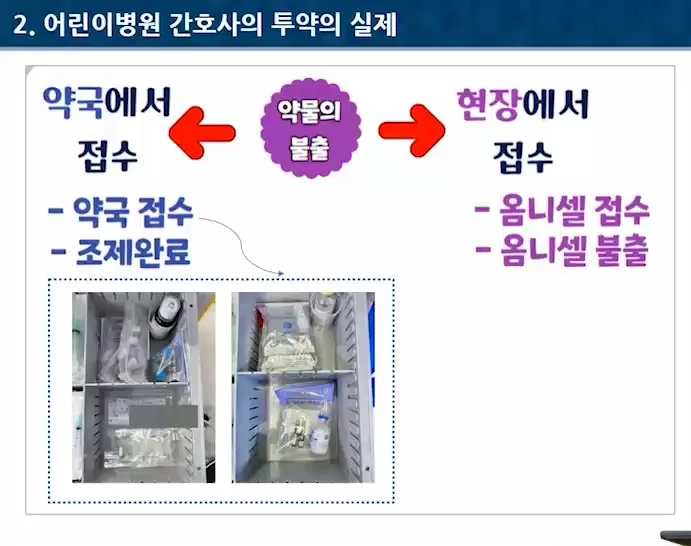 2. 어린이병원 간호사의 투약의 실제
약국에서
접수
- 약국 접수
- 조제완료
약물의
불출
현장에서
접수
- 옴니셀 접수
- 옴니셀 불출